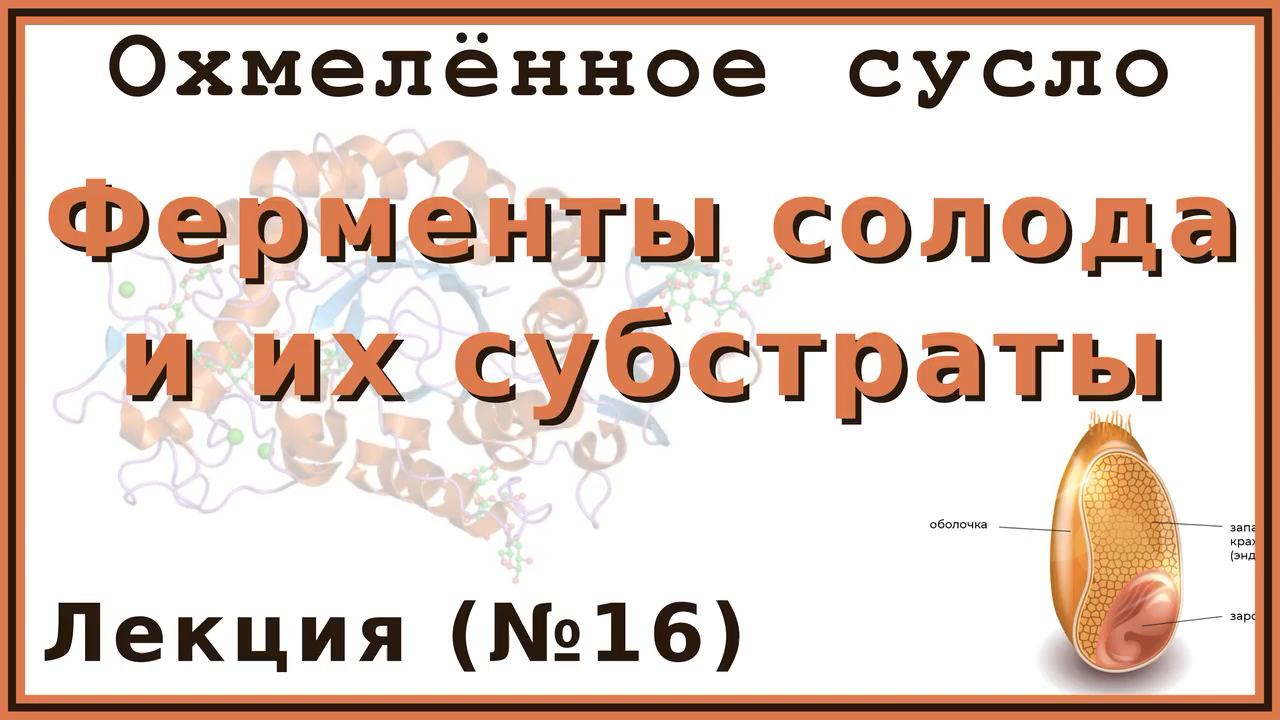 Охмелённое сусло
Ферменты солода
и их субстраты
оболочка
Лекция (№16)